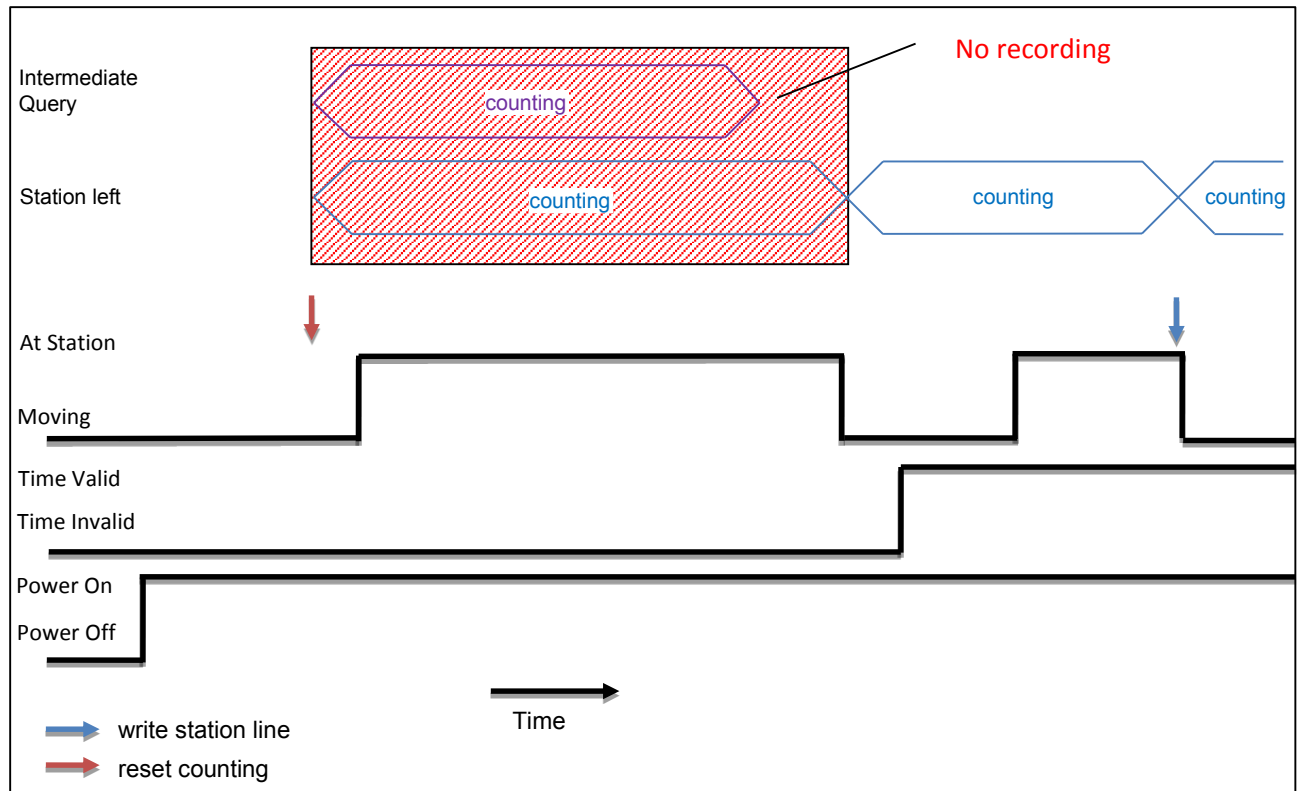 No recording
Intermediate
Query
counting
Station left
counting
counting
counting
At Station
Moving
Time Valid
Time Invalid
Power On
Power Off
Time
write station line
reset counting